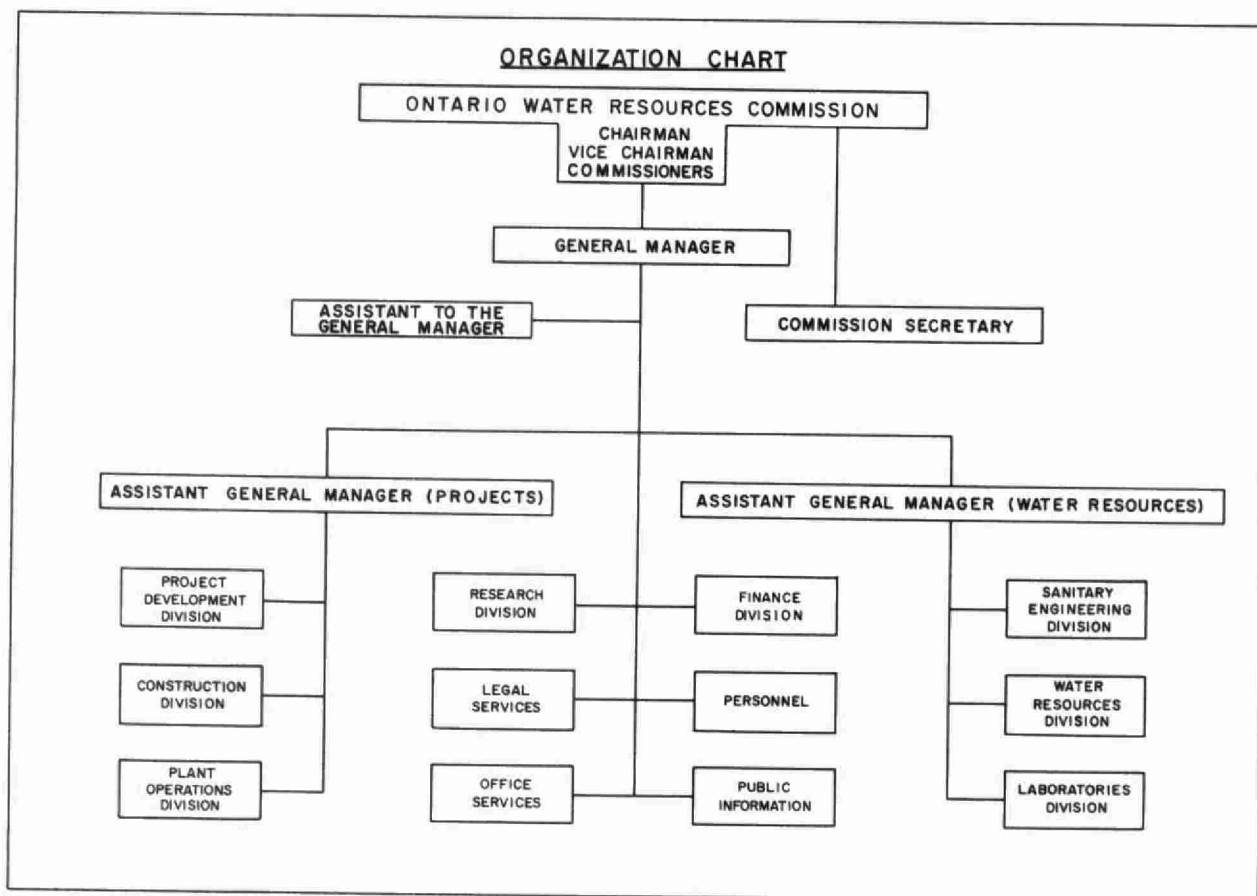 ORGANIZATION CHART
ONTARIO WATER RESOURCES COMMISSION
CHAIRMAN
VICE CHAIRMAN
COMMISSIONERS
GENERAL MANAGER
ASSISTANT TO THE
GENERAL MANAGER
COMMISSION SECRETARY
ASSISTANT GENERAL MANAGER (PROJECTS)
ASSISTANT GENERAL MANAGER (WATER RESOURCES)
PROJECT
DEVELOPMENT
DIVISION
RESEARCH
DIVISION
FINANCE
DIVISION
SANITARY
ENGINEERING
DIVISION
CONSTRUCTION
DIVISION
LEGAL
SERVICES
PERSONNEL
WATER
RESOURCES
DIVISION
PLANT
OPERATIONS
DIVISION
OFFICE
SERVICES
PUBLIC
INFORMATION
LABORATORIES
DIVISION